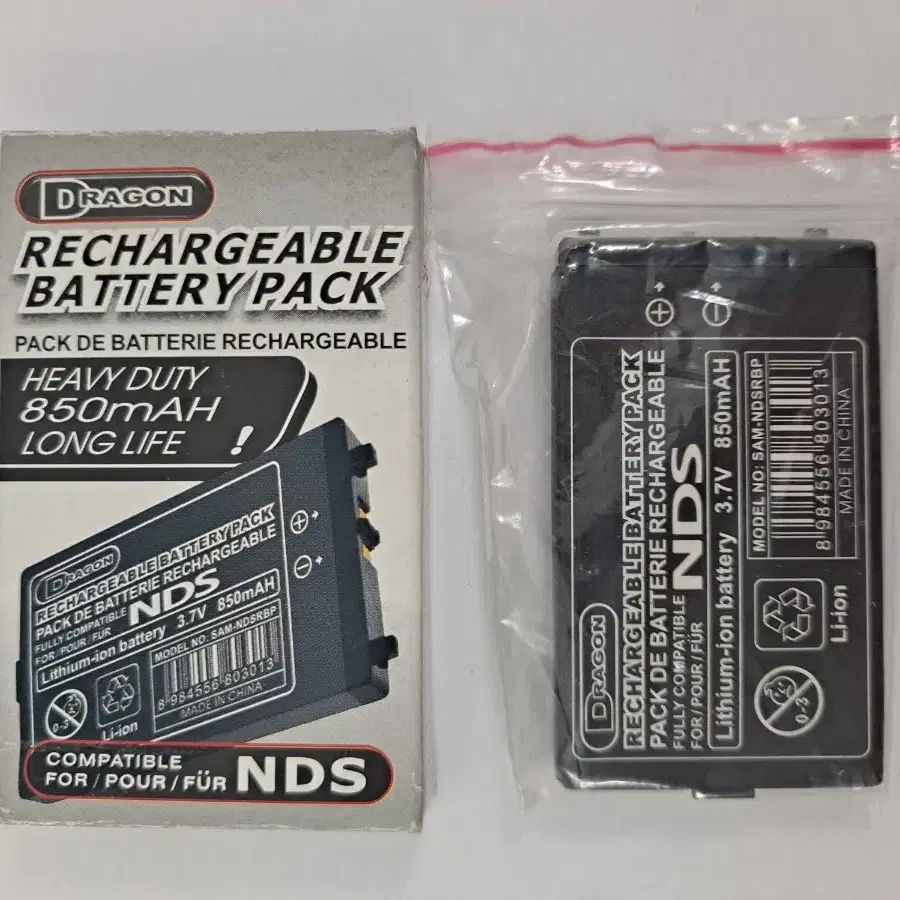 DRAGON
RECHARGEABLE
BATTERY PACK
PACK DE BATTERIE RECHARGEABLE
HEAVY DUTY
850mAH
LONG LIFE !
DRAGON
RECHARGEABLE BATTERY PACK
PACK DE BATTERIE RECHARGEABLE
FULLY COMPATIBLE
FOR/POUR/FÜR NDS
Lithium-ion battery 3.7V 850mAH
MODEL NO: SAM-NDSRBP
8 984556 803013
MADE IN CHINA
0-3
Li-ion
COMPATIBLE
FOR/POUR/FÜR NDS
DRAGON
RECHARGEABLE BATTERY PACK
PACK DE BATTERIE RECHARGEABLE
FULLY COMPATIBLE
FOR/POUR/FÜR NDS
Lithium-ion battery 3.7V 850mAH
MODEL NO: SAM-NDSRBP
8 984556 803013
MADE IN CHINA
0-3
Li-ion